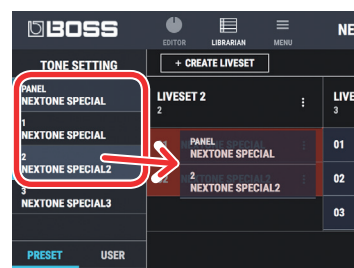 BOSS
EDITOR
LIBRARIAN
MENU
NE
TONE SETTING
+ CREATE LIVESET
PANEL
NEXTONE SPECIAL
1
NEXTONE SPECIAL
2
NEXTONE SPECIAL2
3
NEXTONE SPECIAL3
PRESET
USER
LIVESET 2
2
PANEL
NEXTONE SPECIAL
2
NEXTONE SPECIAL2
LIVE
3
01
02
03